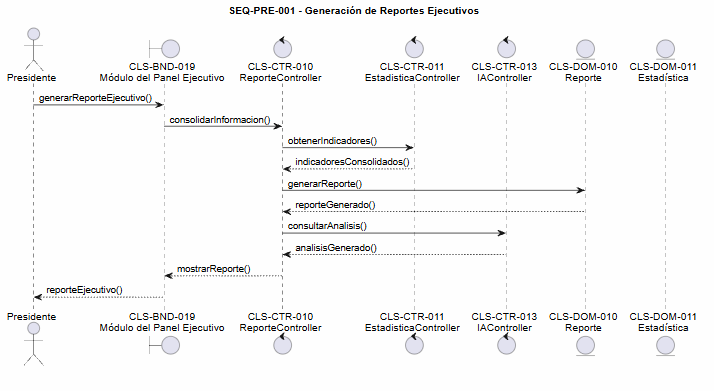 SEQ-PRE-001 - Generación de Reportes Ejecutivos
Presidente
CLS-BND-019
Módulo del Panel Ejecutivo
CLS-CTR-010
ReporteController
CLS-CTR-011
EstadisticaController
CLS-CTR-013
IAController
CLS-DOM-010
Reporte
CLS-DOM-011
Estadística
generarReporteEjecutivo()
consolidarInformacion()
obtenerIndicadores()
indicadoresConsolidados()
generarReporte()
reporteGenerado()
consultarAnalisis()
analisisGenerado()
mostrarReporte()
reporteEjecutivo()
Presidente
CLS-BND-019
Módulo del Panel Ejecutivo
CLS-CTR-010
ReporteController
CLS-CTR-011
EstadisticaController
CLS-CTR-013
IAController
CLS-DOM-010
Reporte
CLS-DOM-011
Estadística